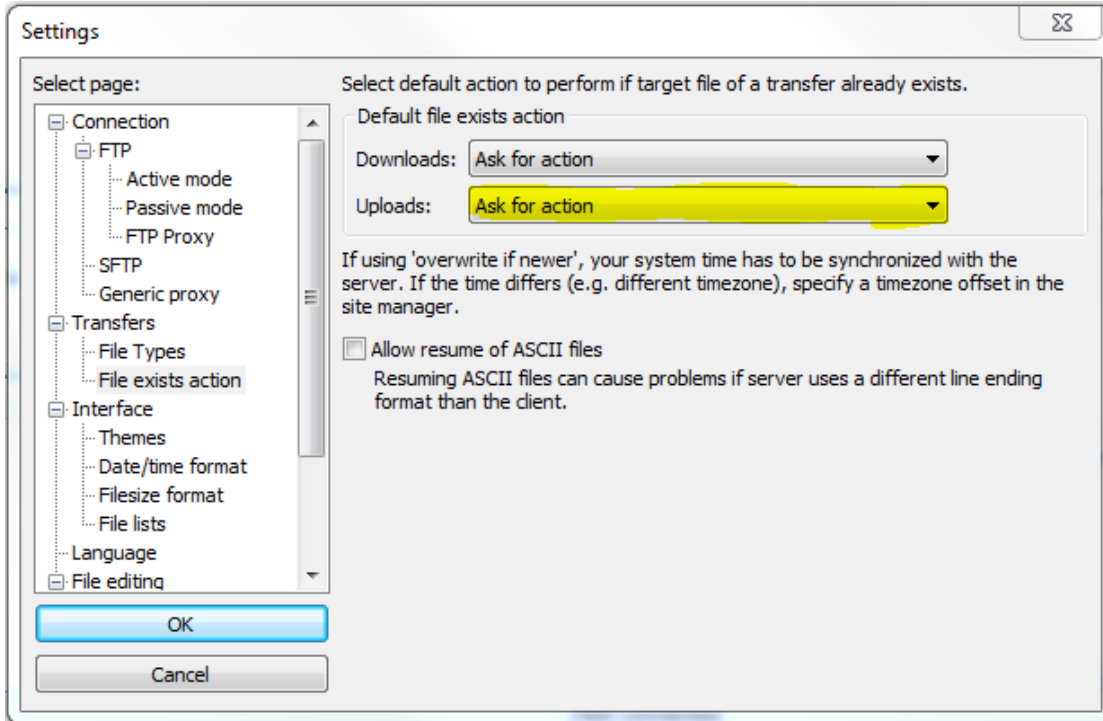 Settings
Select page:
Connection
FTP
Active mode
Passive mode
FTP Proxy
SFTP
Generic proxy
Transfers
File Types
File exists action
Interface
Themes
Date/time format
Filesize format
File lists
Language
File editing
OK
Cancel
Select default action to perform if target file of a transfer already exists.
Default file exists action
Downloads: Ask for action
Uploads: Ask for action
If using 'overwrite if newer', your system time has to be synchronized with the
server. If the time differs (e.g. different timezone), specify a timezone offset in the
site manager.
Allow resume of ASCII files
Resuming ASCII files can cause problems if server uses a different line ending
format than the client.